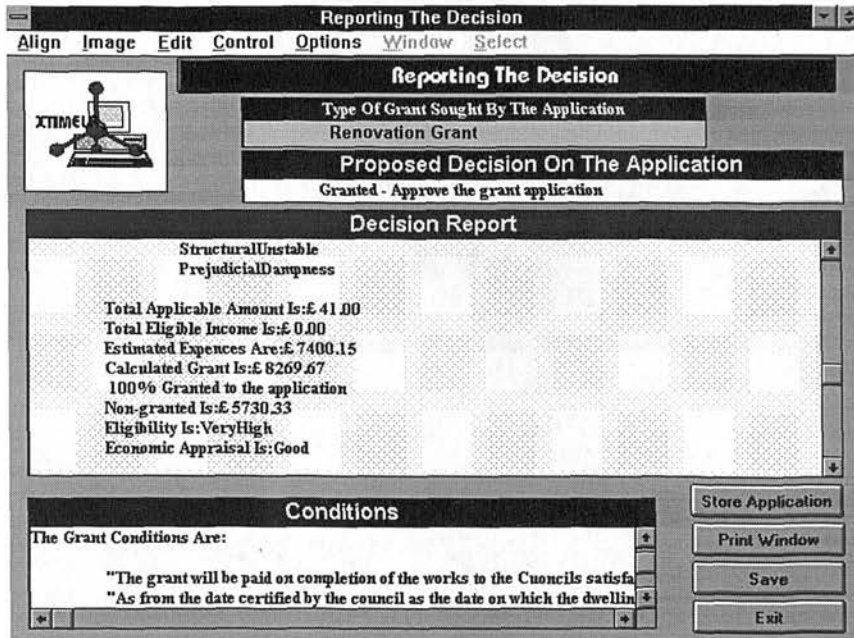 Reporting The Decision
Align Image Edit Control Options Window Select
Reporting The Decision
XTIMEL
Type Of Grant Sought By The Application
Renovation Grant
Proposed Decision On The Application
Granted - Approve the grant application
Decision Report
StructuralUnstable
PrejudicialDampness
Total Applicable Amount Is:£ 41.00
Total Eligible Income Is:£ 0.00
Estimated Expences Are:£ 7400.15
Calculated Grant Is:£ 8269.67
100% Granted to the application
Non-granted Is:£ 5730.33
Eligibility Is:VeryHigh
Economic Appraisal Is:Good
Conditions
The Grant Conditions Are:
"The grant will be paid on completion of the works to the Cuoncils satisfa
"As from the date certified by the council as the date on which the dwellin
Store Application
Print Window
Save
Exit